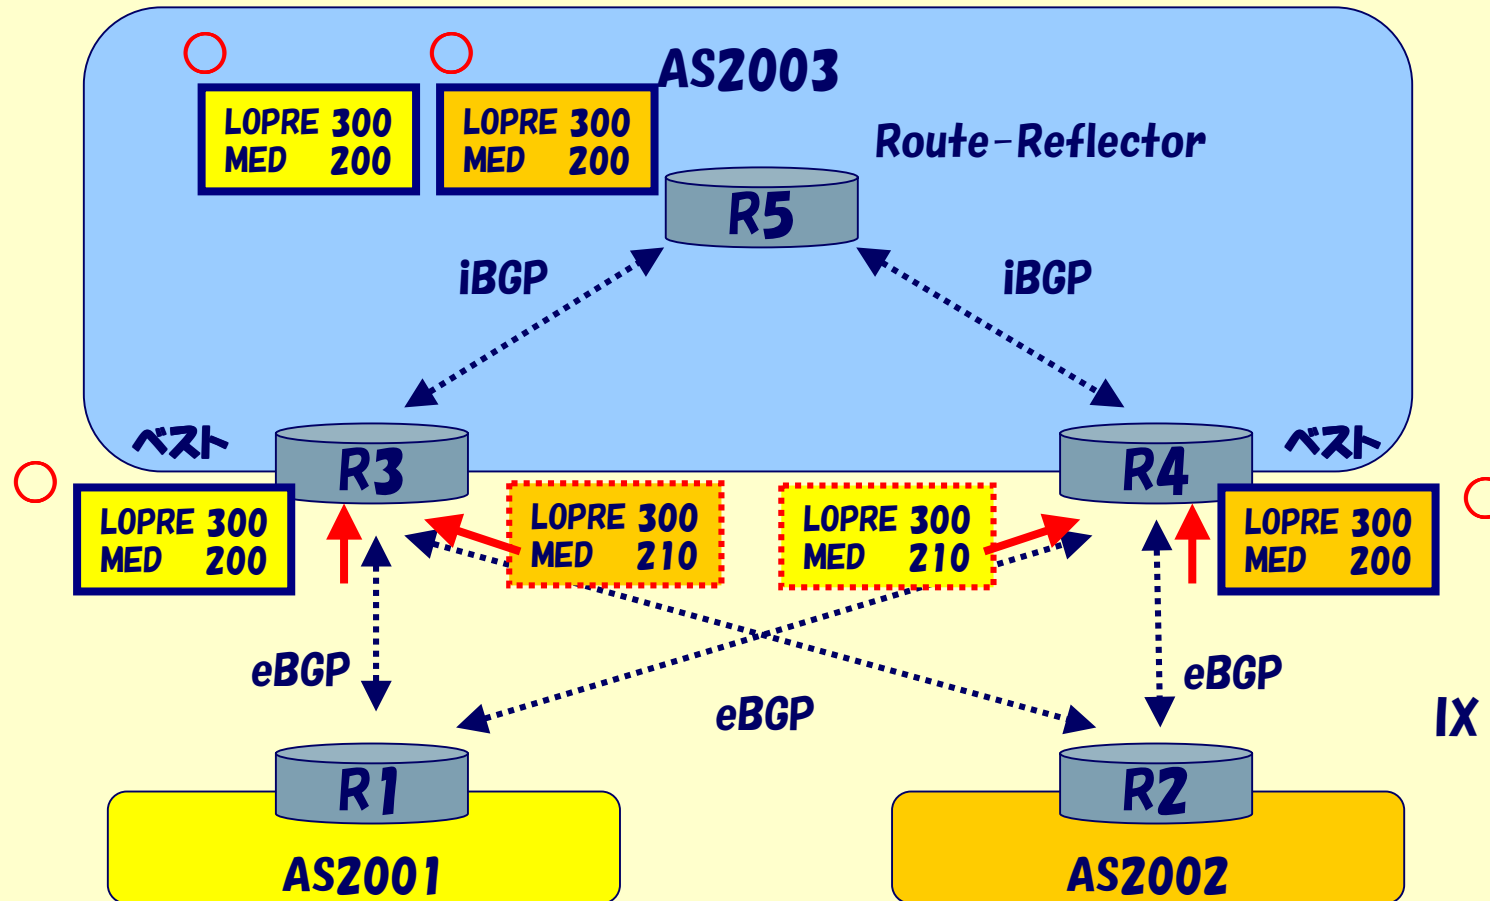 AS2003
LOPRE 300
MED 200
LOPRE 300
MED 200
Route-Reflector
R5
iBGP
iBGP
ベスト
R3
R4
ベスト
LOPRE 300
MED 200
LOPRE 300
MED 210
LOPRE 300
MED 210
LOPRE 300
MED 200
eBGP
eBGP
eBGP
IX
R1
R2
AS2001
AS2002